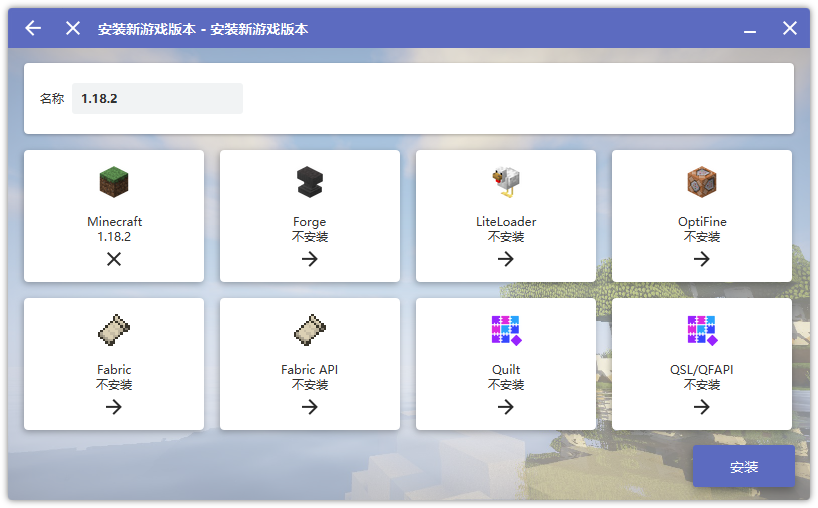 安装新游戏版本 - 安装新游戏版本
名称 1.18.2
Minecraft
1.18.2
Forge
不安装
LiteLoader
不安装
OptiFine
不安装
Fabric
不安装
Fabric API
不安装
Quilt
不安装
QSL/QFAPI
不安装
安装